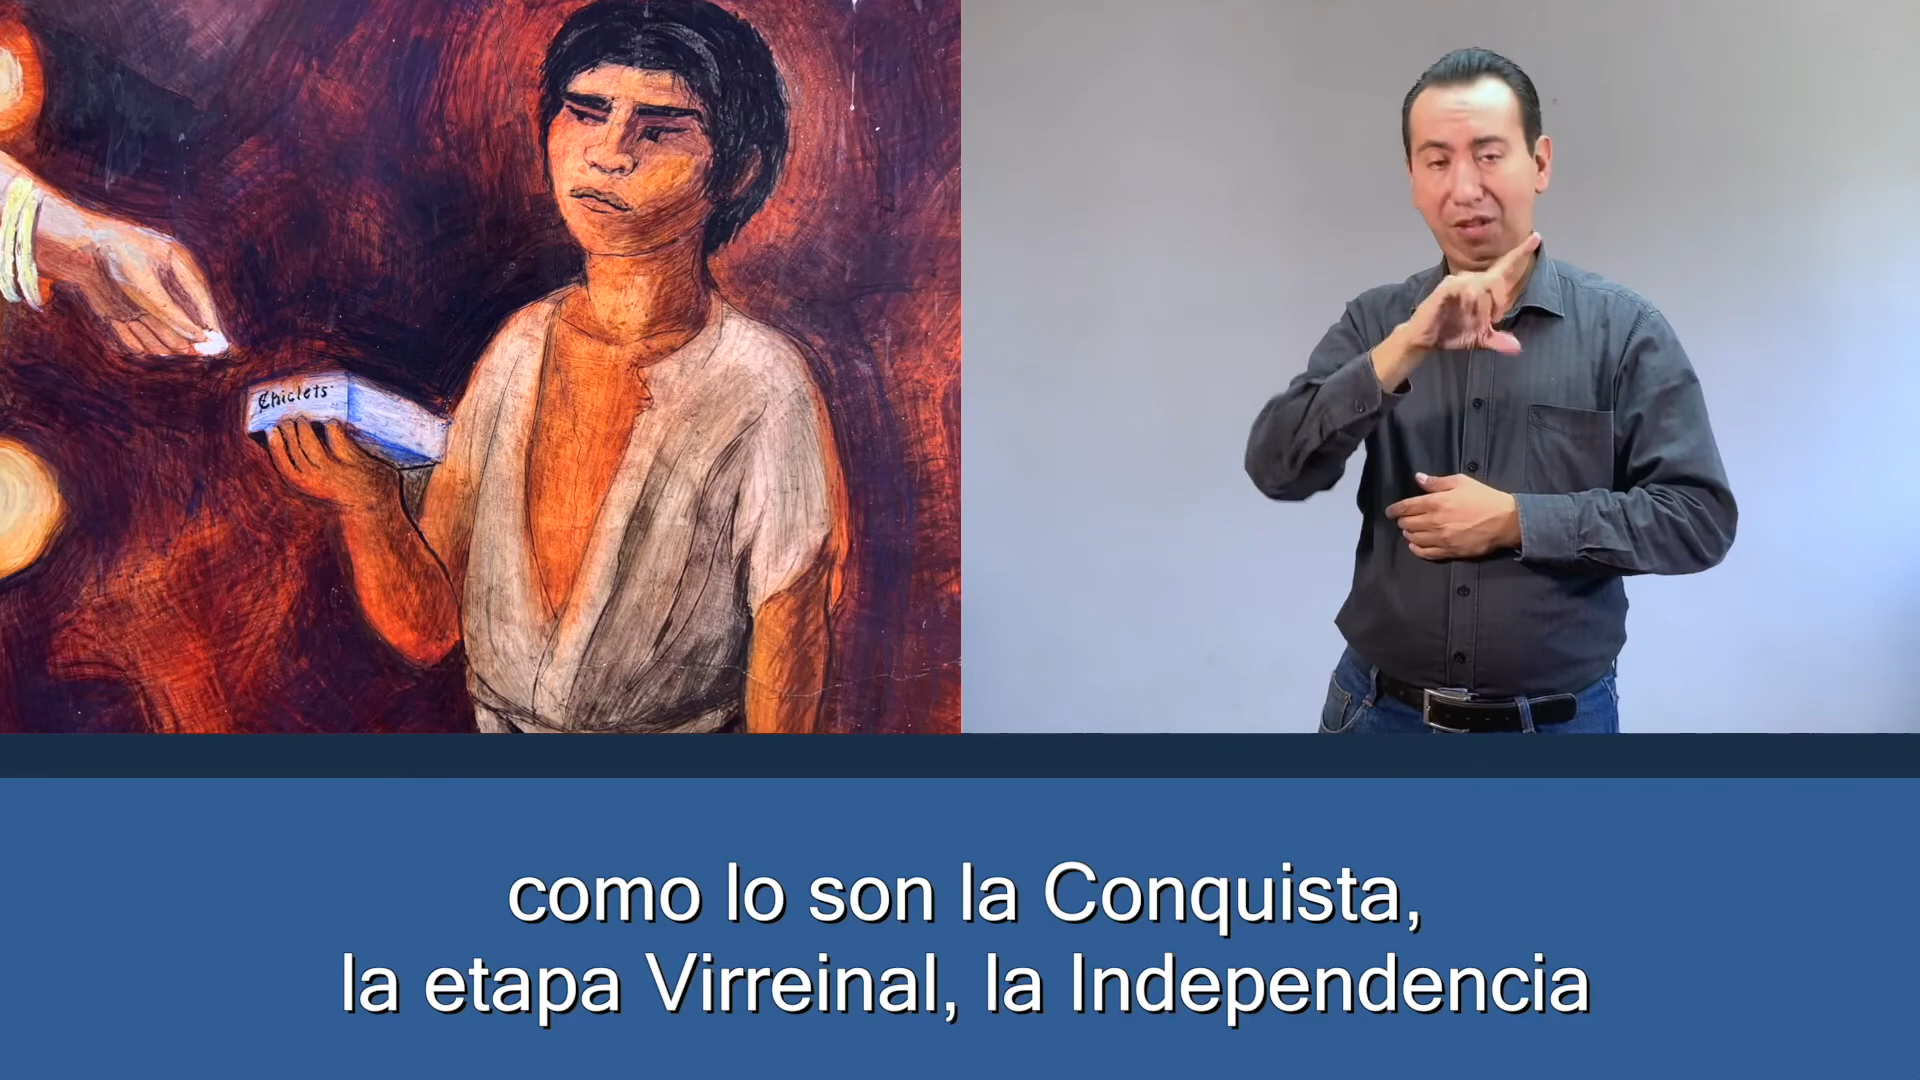 Chiclets
como lo son la Conquista,
la etapa Virreinal, la Independencia